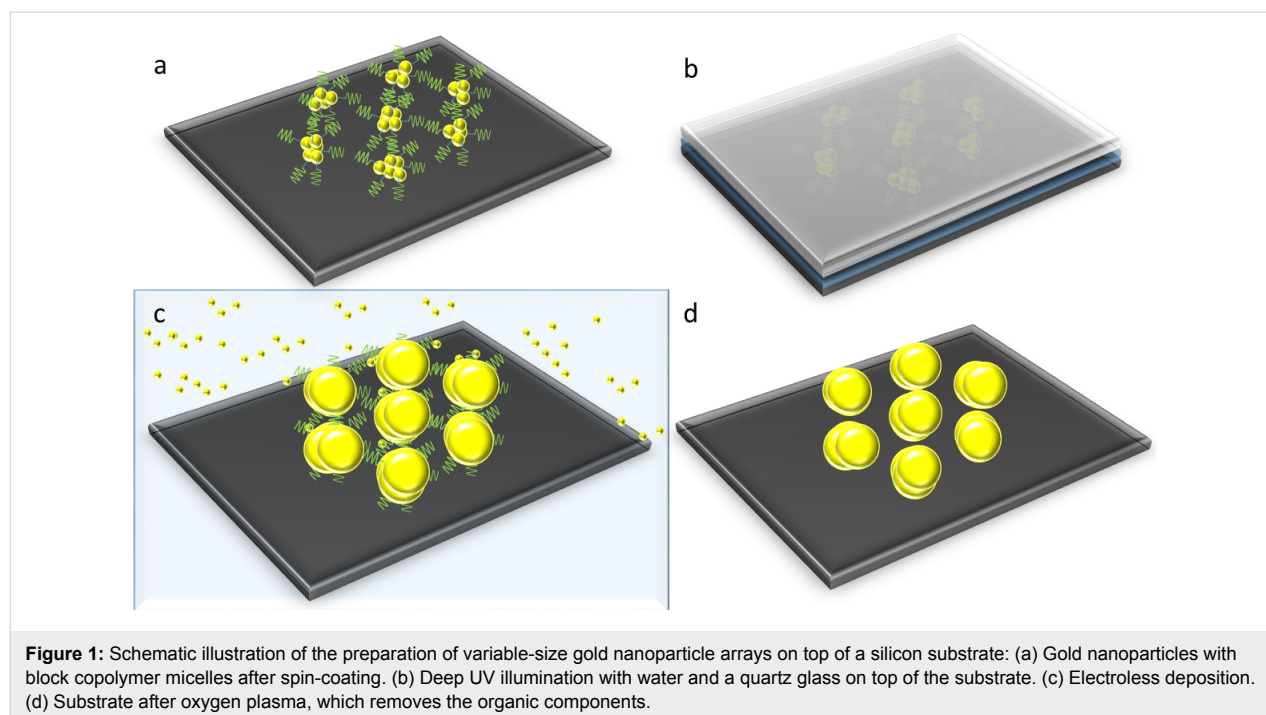 a
b
c
d
Figure 1: Schematic illustration of the preparation of variable-size gold nanoparticle arrays on top of a silicon substrate: (a) Gold nanoparticles with
block copolymer micelles after spin-coating. (b) Deep UV illumination with water and a quartz glass on top of the substrate. (c) Electroless deposition.
(d) Substrate after oxygen plasma, which removes the organic components.